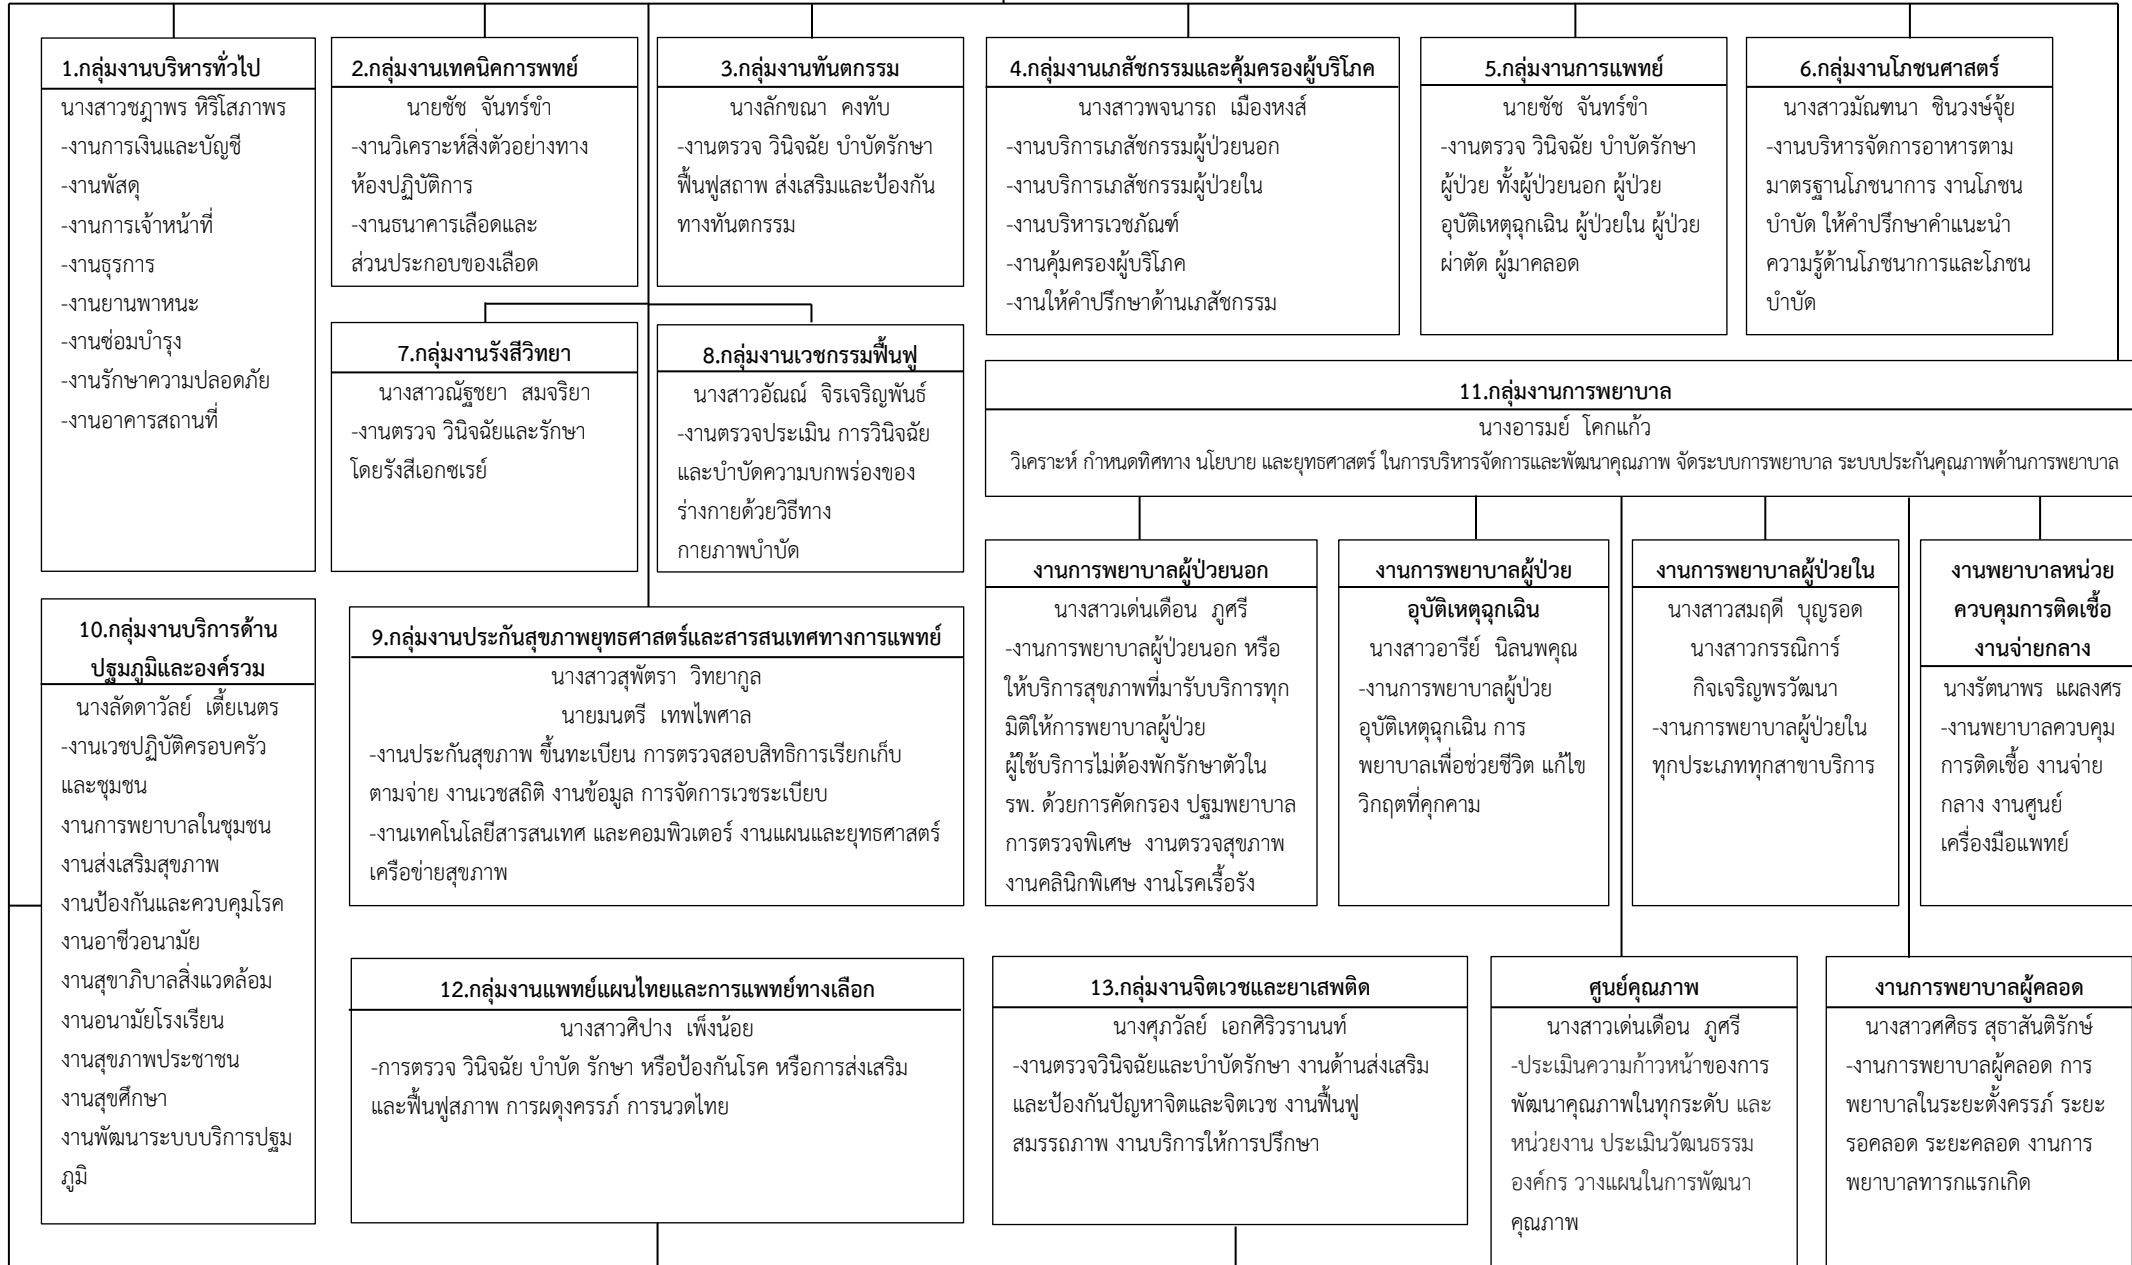 1.กลุ่มงานบริหารทั่วไป
นางสาวชฎาพร หิริโสภาพร
-งานการเงินและบัญชี
-งานพัสดุ
-งานการเจ้าหน้าที่
-งานธุรการ
-งานยานพาหนะ
-งานซ่อมบำรุง
-งานรักษาความปลอดภัย
-งานอาคารสถานที่
2.กลุ่มงานเทคนิคการพทย์
นายชัช จันทร์ขำ
-งานวิเคราะห์สิ่งตัวอย่างทาง
ห้องปฏิบัติการ
-งานธนาคารเลือดและ
ส่วนประกอบของเลือด
3.กลุ่มงานทันตกรรม
นางลักขณา คงทับ
-งานตรวจ วินิจฉัย บำบัดรักษา
ฟื้นฟูสถาพ ส่งเสริมและป้องกัน
ทางทันตกรรม
4.กลุ่มงานเภสัชกรรมและคุ้มครองผู้บริโภค
นางสาวพจนารถ เมืองหงส์
-งานบริการเภสัชกรรมผู้ป่วยนอก
-งานบริการเภสัชกรรมผู้ป่วยใน
-งานบริหารเวชภัณฑ์
-งานคุ้มครองผู้บริโภค
-งานให้คำปรึกษาด้านเภสัชกรรม
5.กลุ่มงานการแพทย์
นายชัช จันทร์ขำ
-งานตรวจ วินิจฉัย บำบัดรักษา
ผู้ป่วย ทั้งผู้ป่วยนอก ผู้ป่วย
อุบัติเหตุฉุกเฉิน ผู้ป่วยใน ผู้ป่วย
ผ่าตัด ผู้มาคลอด
6.กลุ่มงานโภชนศาสตร์
นางสาวมัณฑนา ชินวงษ์จุ้ย
-งานบริหารจัดการอาหารตาม
มาตรฐานโภชนาการ งานโภชน
บำบัด ให้คำปรึกษาคำแนะนำ
ความรู้ด้านโภชนาการและโภชน
บำบัด
7.กลุ่มงานรังสีวิทยา
นางสาวณัฐชยา สมจริยา
-งานตรวจ วินิจฉัยและรักษา
โดยรังสีเอกซเรย์
8.กลุ่มงานเวชกรรมฟื้นฟู
นางสาวอัณณ์ จิรเจริญพันธ์
-งานตรวจประเมิน การวินิจฉัย
และบำบัดความบกพร่องของ
ร่างกายด้วยวิธีทาง
กายภาพบำบัด
11.กลุ่มงานการพยาบาล
นางอารมย์ โคกแก้ว
วิเคราะห์ กำหนดทิศทาง นโยบาย และยุทธศาสตร์ ในการบริหารจัดการและพัฒนาคุณภาพ จัดระบบการพยาบาล ระบบประกันคุณภาพด้านการพยาบาล
งานการพยาบาลผู้ป่วยนอก
นางสาวเด่นเดือน ภูศรี
-งานการพยาบาลผู้ป่วยนอก หรือ
ให้บริการสุขภาพที่มารับบริการทุก
มิติให้การพยาบาลผู้ป่วย
ผู้ใช้บริการไม่ต้องพักรักษาตัวใน
รพ. ด้วยการคัดกรอง ปฐมพยาบาล
การตรวจพิเศษ งานตรวจสุขภาพ
งานคลินิกพิเศษ งานโรคเรื้อรัง
งานการพยาบาลผู้ป่วย
อุบัติเหตุฉุกเฉิน
นางสาวอารีย์ นิลนพคุณ
-งานการพยาบาลผู้ป่วย
อุบัติเหตุฉุกเฉิน การ
พยาบาลเพื่อช่วยชีวิต แก้ไข
วิกฤตที่คุกคาม
งานการพยาบาลผู้ป่วยใน
นางสาวสมฤดี บุญรอด
นางสาวกรรณิการ์
กิจเจริญพรวัฒนา
-งานการพยาบาลผู้ป่วยใน
ทุกประเภททุกสาขาบริการ
งานพยาบาลหน่วย
ควบคุมการติดเชื้อ
งานจ่ายกลาง
นางรัตนาพร แผลงศร
-งานพยาบาลควบคุม
การติดเชื้อ งานจ่าย
กลาง งานศูนย์
เครื่องมือแพทย์
10.กลุ่มงานบริการด้าน
ปฐมภูมิและองค์รวม
นางลัดดาวัลย์ เตี้ยเนตร
-งานเวชปฏิบัติครอบครัว
และชุมชน
งานการพยาบาลในชุมชน
งานส่งเสริมสุขภาพ
งานป้องกันและควบคุมโรค
งานอาชีวอนามัย
งานสุขาภิบาลสิ่งแวดล้อม
งานอนามัยโรงเรียน
งานสุขภาพประชาชน
งานสุขศึกษา
งานพัฒนาระบบบริการปฐม
ภูมิ
9.กลุ่มงานประกันสุขภาพยุทธศาสตร์และสารสนเทศทางการแพทย์
นางสาวสุพัตรา วิทยากูล
นายมนตรี เทพไพศาล
-งานประกันสุขภาพ ขึ้นทะเบียน การตรวจสอบสิทธิการเรียกเก็บ
ตามจ่าย งานเวชสถิติ งานข้อมูล การจัดการเวชระเบียบ
-งานเทคโนโลยีสารสนเทศ และคอมพิวเตอร์ งานแผนและยุทธศาสตร์
เครือข่ายสุขภาพ
12.กลุ่มงานแพทย์แผนไทยและการแพทย์ทางเลือก
นางสาวศิปาง เพ็งน้อย
-การตรวจ วินิจฉัย บำบัด รักษา หรือป้องกันโรค หรือการส่งเสริม
และฟื้นฟูสภาพ การผดุงครรภ์ การนวดไทย
13.กลุ่มงานจิตเวชและยาเสพติด
นางศุภวัลย์ เอกศิริวรานนท์
-งานตรวจวินิจฉัยและบำบัดรักษา งานด้านส่งเสริม
และป้องกันปัญหาจิตและจิตเวช งานฟื้นฟู
สมรรถภาพ งานบริการให้การปรึกษา
ศูนย์คุณภาพ
นางสาวเด่นเดือน ภูศรี
-ประเมินความก้าวหน้าของการ
พัฒนาคุณภาพในทุกระดับ และ
หน่วยงาน ประเมินวัฒนธรรม
องค์กร วางแผนในการพัฒนา
คุณภาพ
งานการพยาบาลผู้คลอด
นางสาวศศิธร สุธาสันติรักษ์
-งานการพยาบาลผู้คลอด การ
พยาบาลในระยะตั้งครรภ์ ระยะ
รอคลอด ระยะคลอด งานการ
พยาบาลทารกแรกเกิด